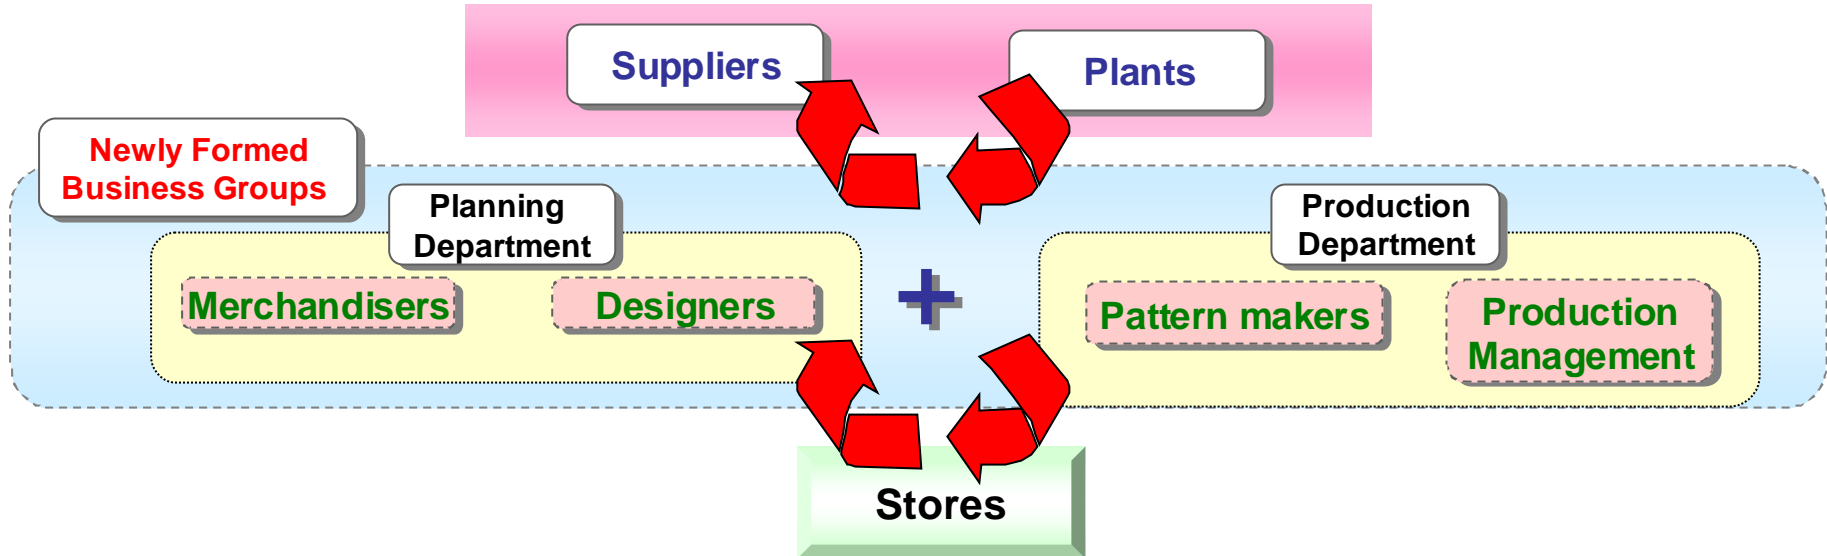 Suppliers
Plants
Newly Formed
Business Groups
Planning
Department
Production
Department
Merchandisers
Designers
+
Pattern makers
Production
Management
Stores